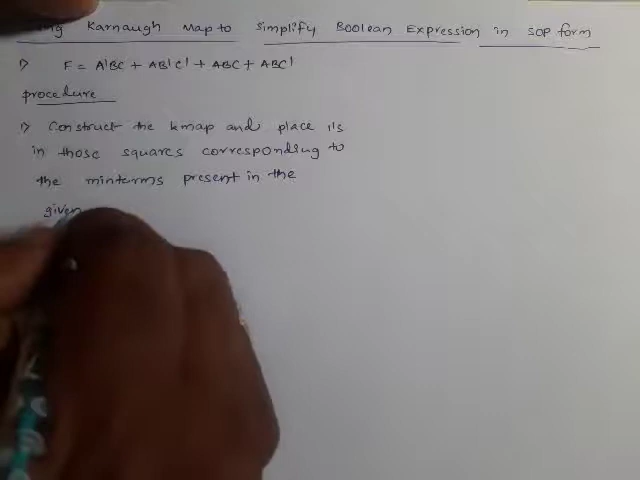 Karnaugh Map to Simplify Boolean Expression in SOP form
1) F = A'BC + AB'C' + ABC + ABC'
procedure
1) Construct the kmap and place 1's
in those squares corresponding to
the minterms present in the
given